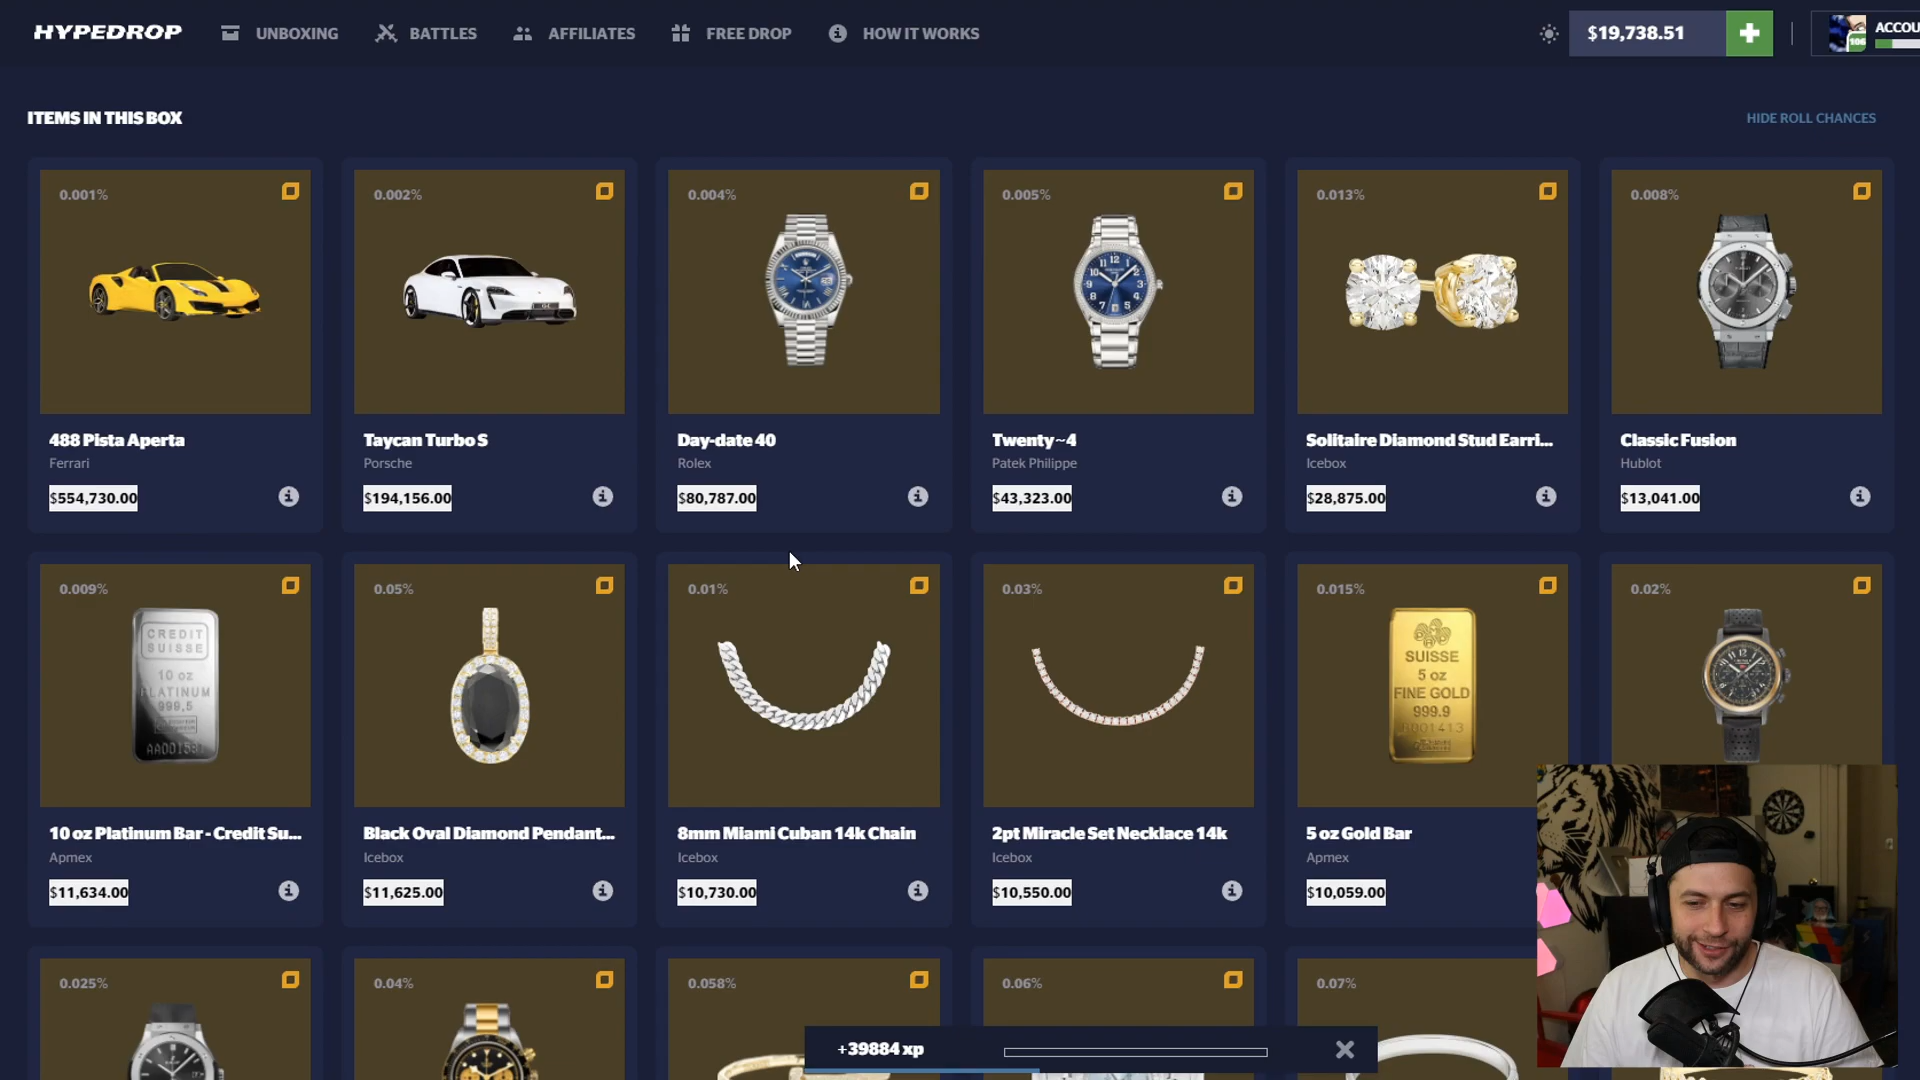 HYPEDROP
UNBOXING
BATTLES
AFFILIATES
FREE DROP
HOW IT WORKS
$19,738.51
106
ACCOU
ITEMS IN THIS BOX
HIDE ROLL CHANCES
0.001%
0.002%
0.004%
0.005%
0.013%
0.008%
488 Pista Aperta
Taycan Turbo S
Day-date 40
Twenty~4
Solitaire Diamond Stud Earri...
Classic Fusion
Ferrari
Porsche
Rolex
Patek Philippe
Icebox
Hublot
$554,730.00
$194,156.00
$80,787.00
$43,323.00
$28,875.00
$13,041.00
0.009%
0.05%
0.01%
0.03%
0.015%
0.02%
CREDIT
SUISSE
10 oz
PLATINUM
999,5
AA001581
SUISSE
5 oz
FINE GOLD
999.9
B001413
10 oz Platinum Bar - Credit Su...
Black Oval Diamond Pendant...
8mm Miami Cuban 14k Chain
2pt Miracle Set Necklace 14k
5 oz Gold Bar
Apmex
Icebox
Icebox
Icebox
Apmex
$11,634.00
$11,625.00
$10,730.00
$10,550.00
$10,059.00
0.025%
0.04%
0.058%
0.06%
0.07%
+39884 xp